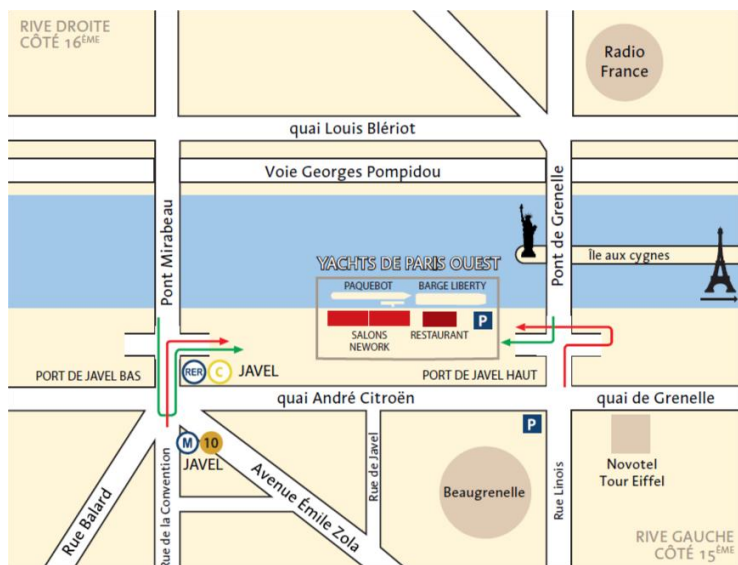 RIVE DROITE
CÔTÉ 16ÈME
Radio
France
quai Louis Blériot
Voie Georges Pompidou
Pont Mirabeau
Pont de Grenelle
YACHTS DE PARIS OUEST
Île aux cygnes
PAQUEBOT
BARGE LIBERTY
P
SALONS
NEWORK
RESTAURANT
PORT DE JAVEL BAS
RER C JAVEL
PORT DE JAVEL HAUT
quai André Citroën
quai de Grenelle
P
M 10
JAVEL
Rue Balard
Rue de la Convention
Avenue Émile Zola
Rue de Javel
Beaugrenelle
Rue Linois
Novotel
Tour Eiffel
RIVE GAUCHE
CÔTÉ 15ÈME